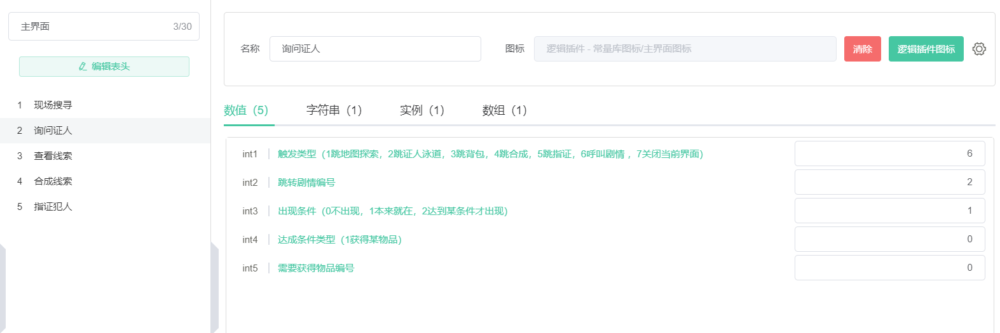 主界面 3/30
编辑表头
1 现场搜寻
2 询问证人
3 查看线索
4 合成线索
5 指证犯人
名称 询问证人 图标 逻辑插件 - 常量库图标/主界面图标 清除 逻辑插件图标
数值（5） 字符串（1） 实例（1） 数组（1）
int1 触发类型（1跳地图探索，2跳证人泳道，3跳背包，4跳合成，5跳指证，6呼叫剧情 ，7关闭当前界面） 6
int2 跳转剧情编号 2
int3 出现条件（0不出现，1本来就在，2达到某条件才出现） 1
int4 达成条件类型（1获得某物品） 0
int5 需要获得物品编号 0